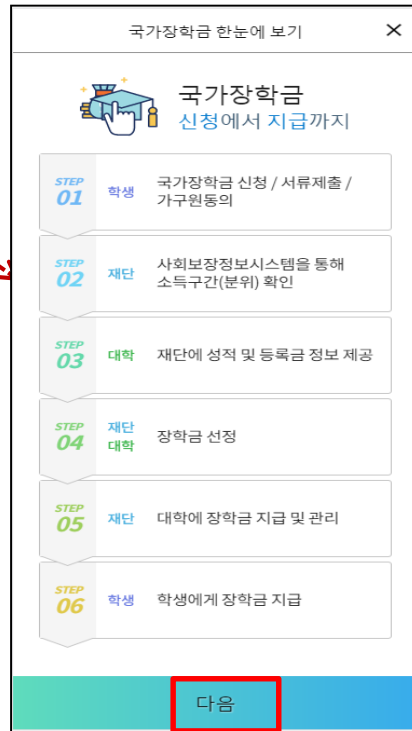 국가장학금 한눈에 보기
국가장학금
신청에서 지급까지
STEP
01
학생
국가장학금 신청 / 서류제출 /
가구원동의
STEP
02
재단
사회보장정보시스템을 통해
소득구간(분위) 확인
STEP
03
대학
재단에 성적 및 등록금 정보 제공
STEP
04
재단
대학
장학금 선정
STEP
05
재단
대학에 장학금 지급 및 관리
STEP
06
학생
학생에게 장학금 지급
다음